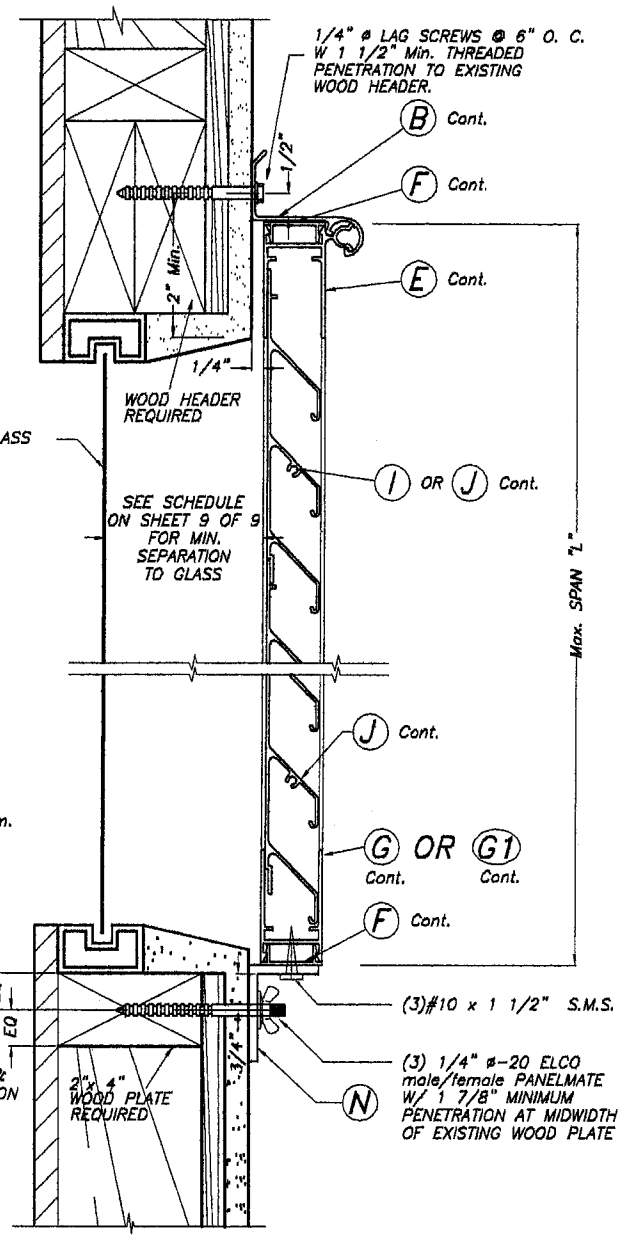 1/4" ø LAG SCREWS @ 6" O. C.
W 1 1/2" Min. THREADED
PENETRATION TO EXISTING
WOOD HEADER.
B Cont.
1/2"
F Cont.
E Cont.
2" Min.
1/4"
WOOD HEADER
REQUIRED
ASS
I OR J Cont.
SEE SCHEDULE
ON SHEET 9 OF 9
FOR MIN.
SEPARATION
TO GLASS
Max. SPAN "L"
J Cont.
n.
G OR G1
Cont. Cont.
F Cont.
(3)#10 x 1 1/2" S.M.S.
EQ
3/4"
(3) 1/4" ø-20 ELCO
male/female PANELMATE
W/ 1 7/8" MINIMUM
PENETRATION AT MIDWIDTH
OF EXISTING WOOD PLATE
N
2"x 4"
WOOD PLATE
REQUIRED
ON